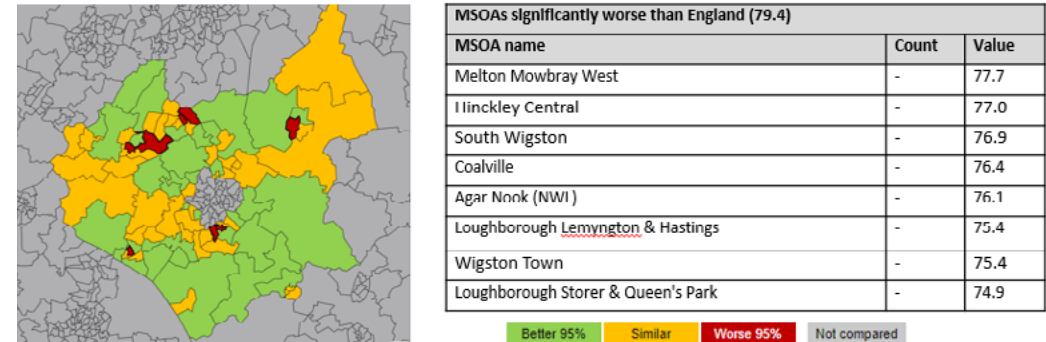 MSOAs significantly worse than England (79.4)
MSOA name Count Value
Melton Mowbray West - 77.7
Hinckley Central - 77.0
South Wigston - 76.9
Coalville - 76.4
Agar Nook (NWL) - 76.1
Loughborough Lemyngton & Hastings - 75.4
Wigston Town - 75.4
Loughborough Storer & Queen's Park - 74.9
Better 95% Similar Worse 95% Not compared